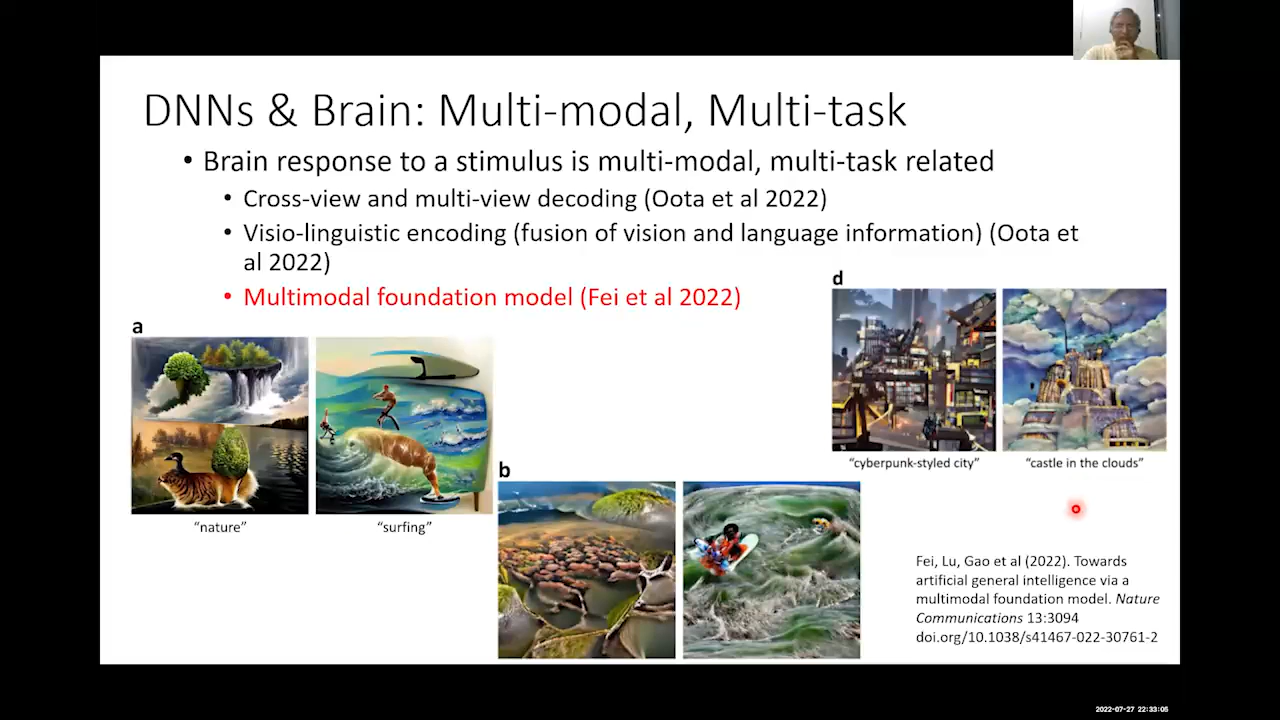 DNNs & Brain: Multi-modal, Multi-task
• Brain response to a stimulus is multi-modal, multi-task related
• Cross-view and multi-view decoding (Oota et al 2022)
• Visio-linguistic encoding (fusion of vision and language information) (Oota et
al 2022)
• Multimodal foundation model (Fei et al 2022)
a
"nature"
"surfing"
b
d
"cyberpunk-styled city"
"castle in the clouds"
Fei, Lu, Gao et al (2022). Towards
artificial general intelligence via a
multimodal foundation model. Nature
Communications 13:3094
doi.org/10.1038/s41467-022-30761-2
2022-07-27 22:33:05